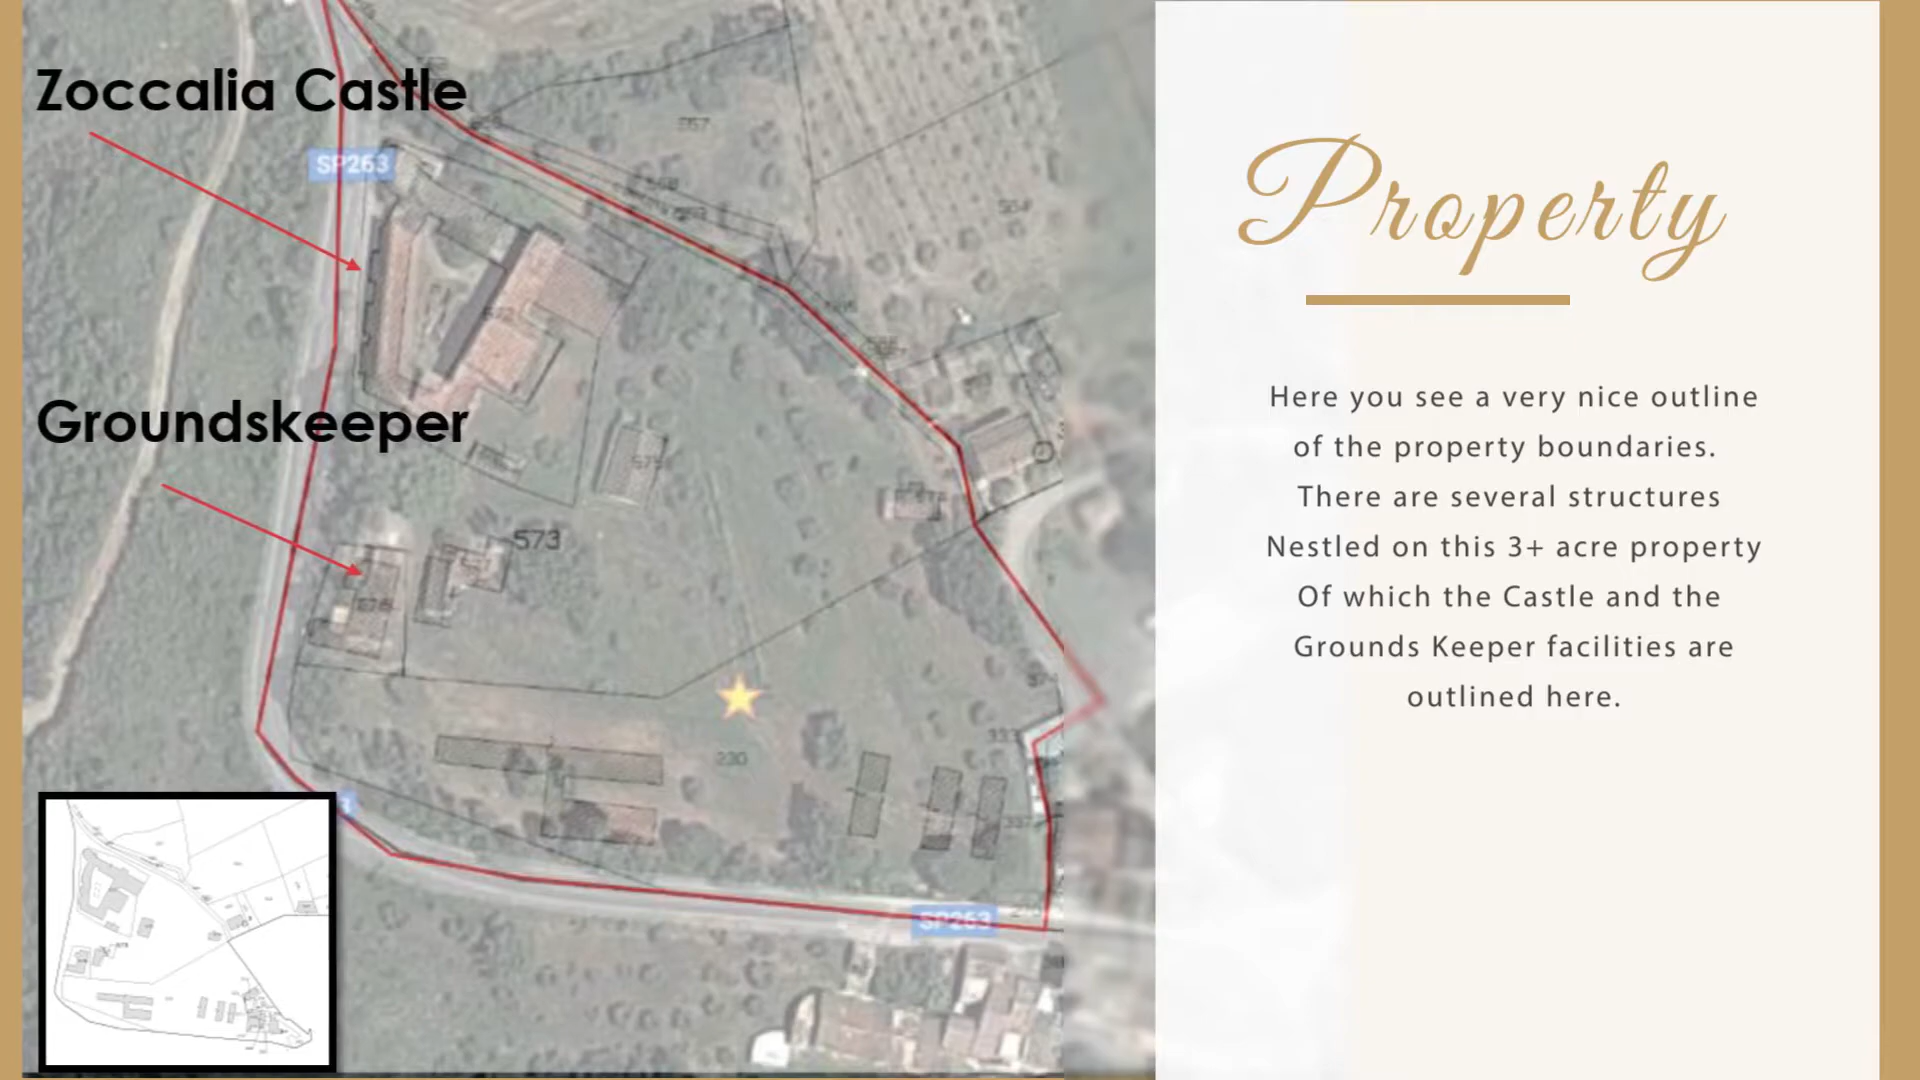 Zoccalia Castle
SP263
Groundskeeper
573
230
SP263
Property
Here you see a very nice outline
of the property boundaries.
There are several structures
Nestled on this 3+ acre property
Of which the Castle and the
Grounds Keeper facilities are
outlined here.